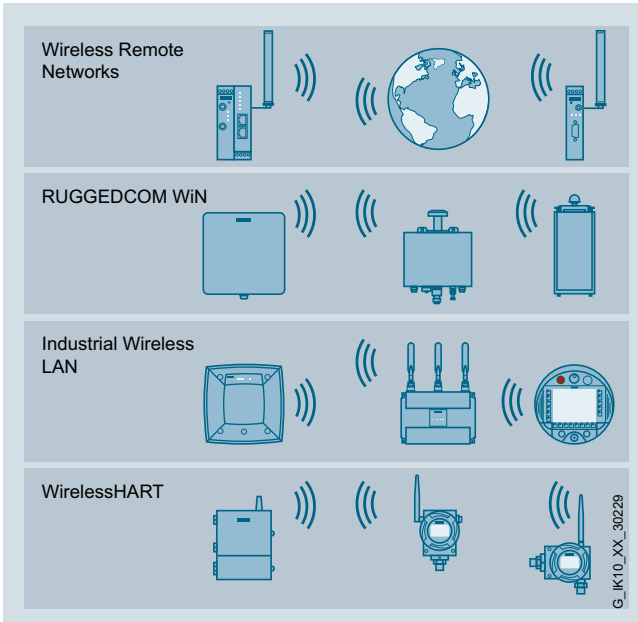 Wireless Remote
Networks
RUGGEDCOM WiN
Industrial Wireless
LAN
WirelessHART
G_IK10_XX_30229